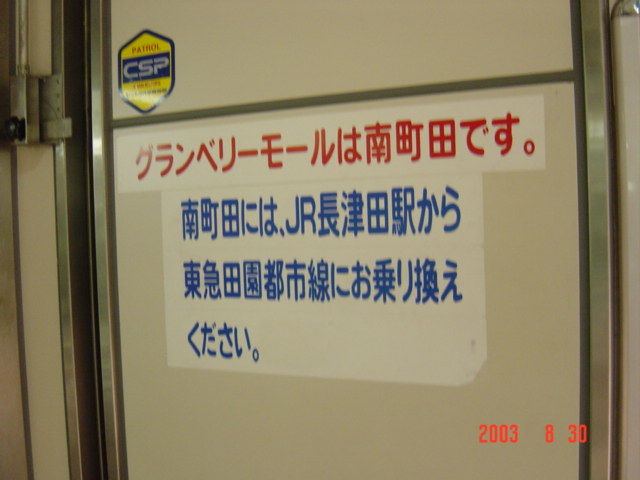 PATROL
CSP
グランベリーモールは南町田です。
南町田には、JR長津田駅から
東急田園都市線にお乗り換え
ください。
2003 8 30